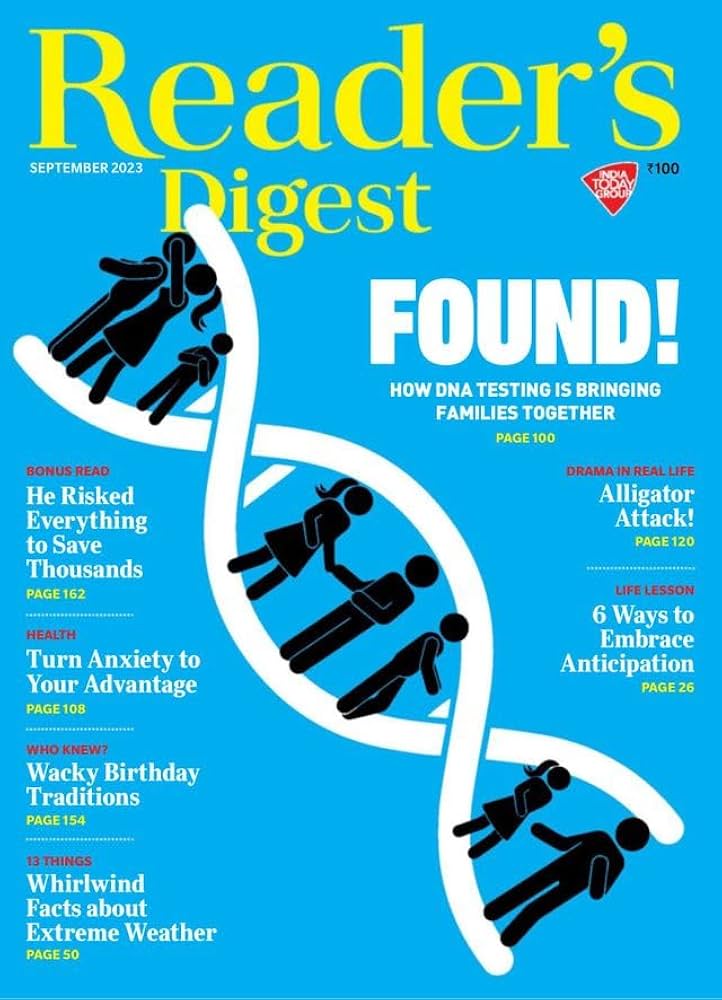 Reader's
SEPTEMBER 2023
Digest
INDIA
TODAY
GROUP
₹100
FOUND!
HOW DNA TESTING IS BRINGING
FAMILIES TOGETHER
PAGE 100
BONUS READ
He Risked
Everything
to Save
Thousands
PAGE 162
HEALTH
Turn Anxiety to
Your Advantage
PAGE 108
WHO KNEW?
Wacky Birthday
Traditions
PAGE 154
13 THINGS
Whirlwind
Facts about
Extreme Weather
PAGE 50
DRAMA IN REAL LIFE
Alligator
Attack!
PAGE 120
LIFE LESSON
6 Ways to
Embrace
Anticipation
PAGE 26